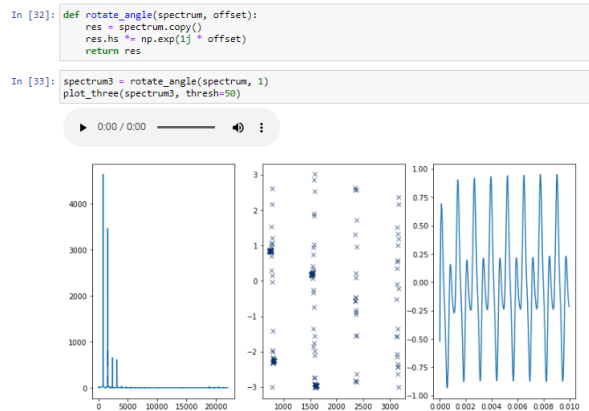 In [32]: def rotate_angle(spectrum, offset):
    res = spectrum.copy()
    res.hs *= np.exp(1j * offset)
    return res
In [33]: spectrum3 = rotate_angle(spectrum, 1)
plot_three(spectrum3, thresh=50)
0:00 / 0:00
4000
3000
2000
1000
0
0 5000 10000 15000 20000
3
2
1
0
−1
−2
−3
1000 1500 2000 2500 3000
1.00
0.75
0.50
0.25
0.00
−0.25
−0.50
−0.75
−1.00
0.000 0.002 0.004 0.006 0.008 0.010